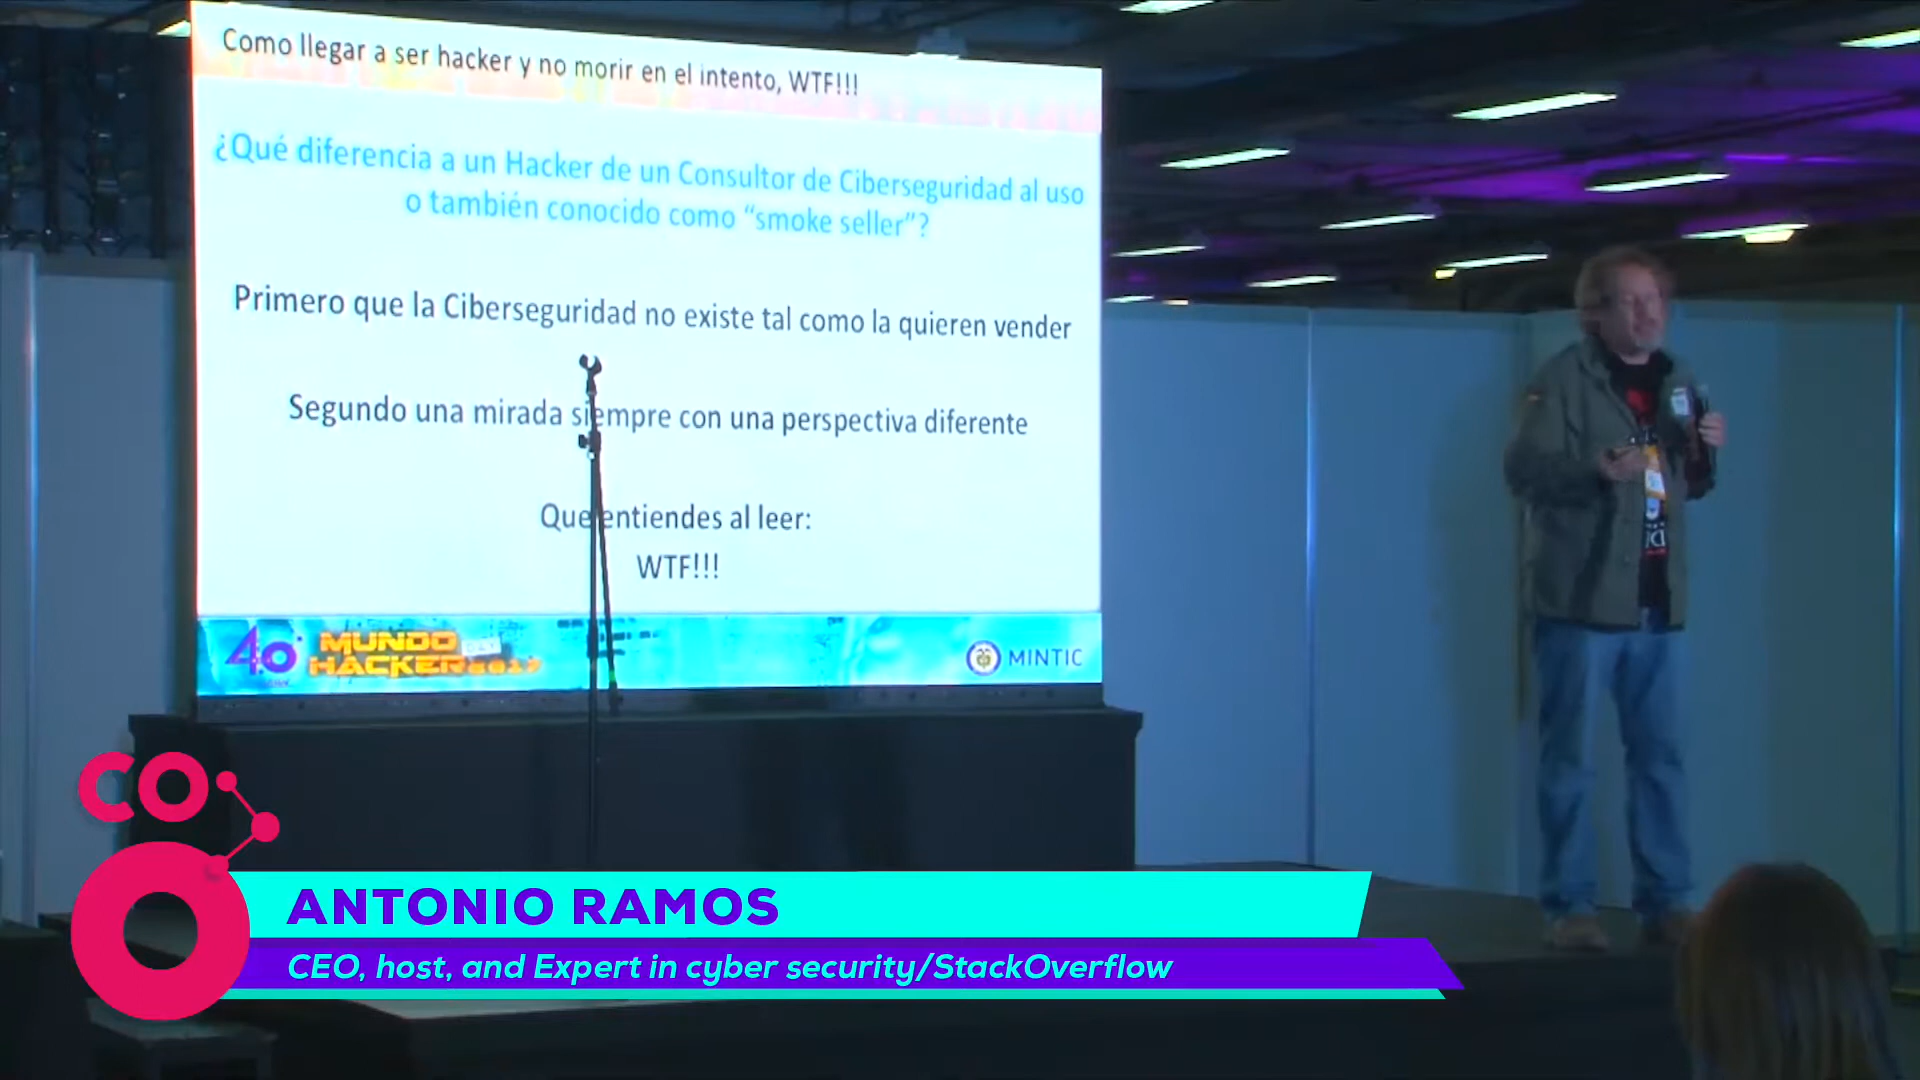 Como llegar a ser hacker y no morir en el intento, WTF!!!
¿Qué diferencia a un Hacker de un Consultor de Ciberseguridad al uso
o también conocido como “smoke seller”?
Primero que la Ciberseguridad no existe tal como la quieren vender
Segundo una mirada siempre con una perspectiva diferente
Que entiendes al leer:
WTF!!!
4.0
MUNDO
HACKER
MINTIC
CO
ANTONIO RAMOS
CEO, host, and Expert in cyber security/StackOverflow